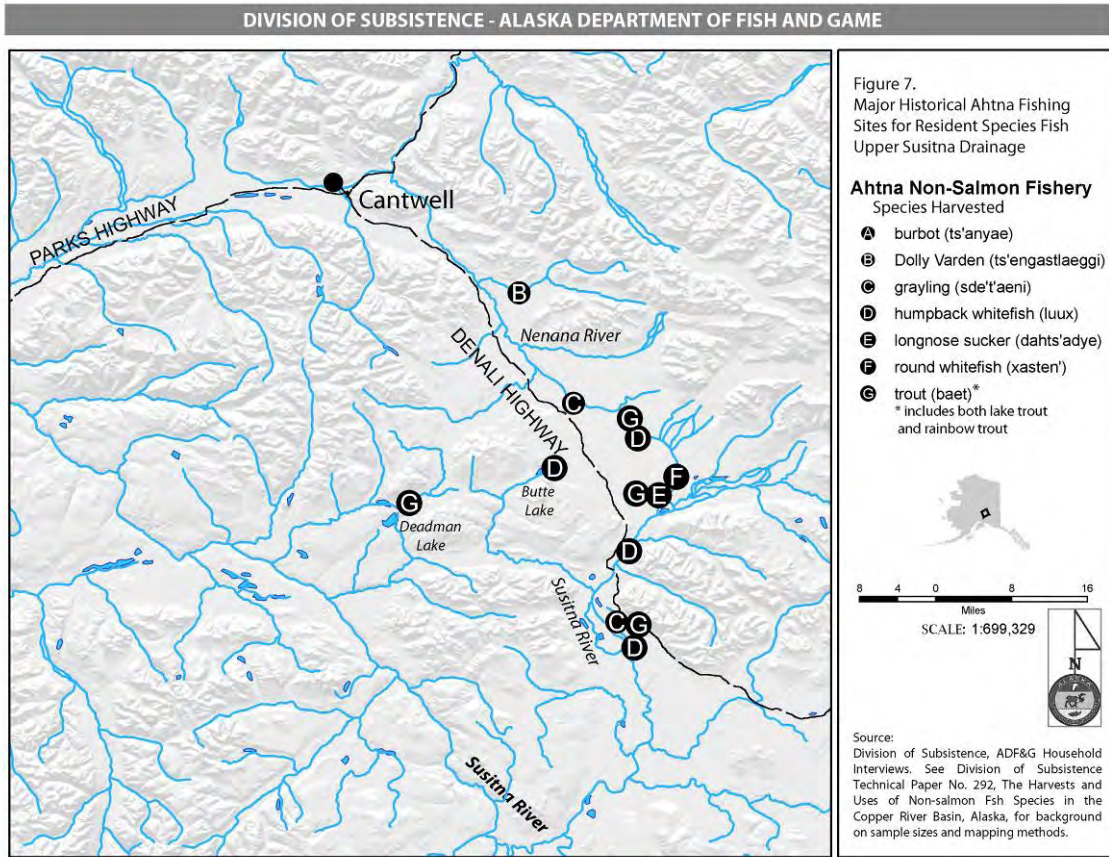 DIVISION OF SUBSISTENCE - ALASKA DEPARTMENT OF FISH AND GAME
Cantwell
PARKS HIGHWAY
B
Nenana River
DENALI HIGHWAY
C
G
D
D
F
G
E
G
Butte
Lake
Deadman
Lake
D
Susitna River
C
G
D
Susitna River
Figure 7.
Major Historical Ahtna Fishing
Sites for Resident Species Fish
Upper Susitna Drainage
Ahtna Non-Salmon Fishery
Species Harvested
A burbot (ts'anyae)
B Dolly Varden (ts'engastlaeggi)
C grayling (sde't'aeni)
D humpback whitefish (luux)
E longnose sucker (dahts'adye)
F round whitefish (xasten')
G trout (baet)*
* includes both lake trout
and rainbow trout
8 4 0 8 16
Miles
SCALE: 1:699,329
N
Source:
Division of Subsistence, ADF&G Household
Interviews. See Division of Subsistence
Technical Paper No. 292, The Harvests and
Uses of Non-salmon Fsh Species in the
Copper River Basin, Alaska, for background
on sample sizes and mapping methods.